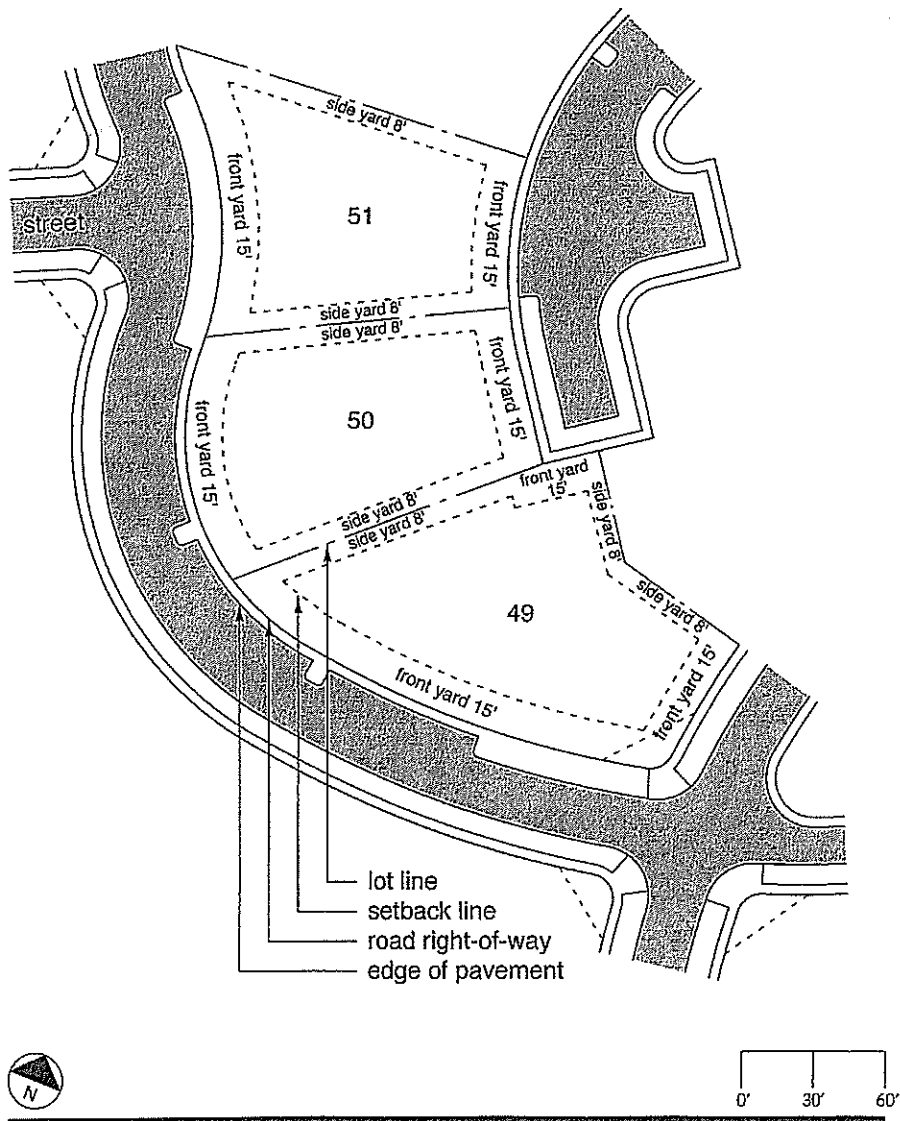 side yard 8'
front yard 15'
51
front yard 15'
street
side yard 8'
side yard 8'
front yard 15'
50
front yard 15'
front yard
15'
side yard 8'
side yard 8'
side yard 8'
side yard 8'
49
front yard 15'
front yard 15'
lot line
setback line
road right-of-way
edge of pavement
N
0' 30' 60'